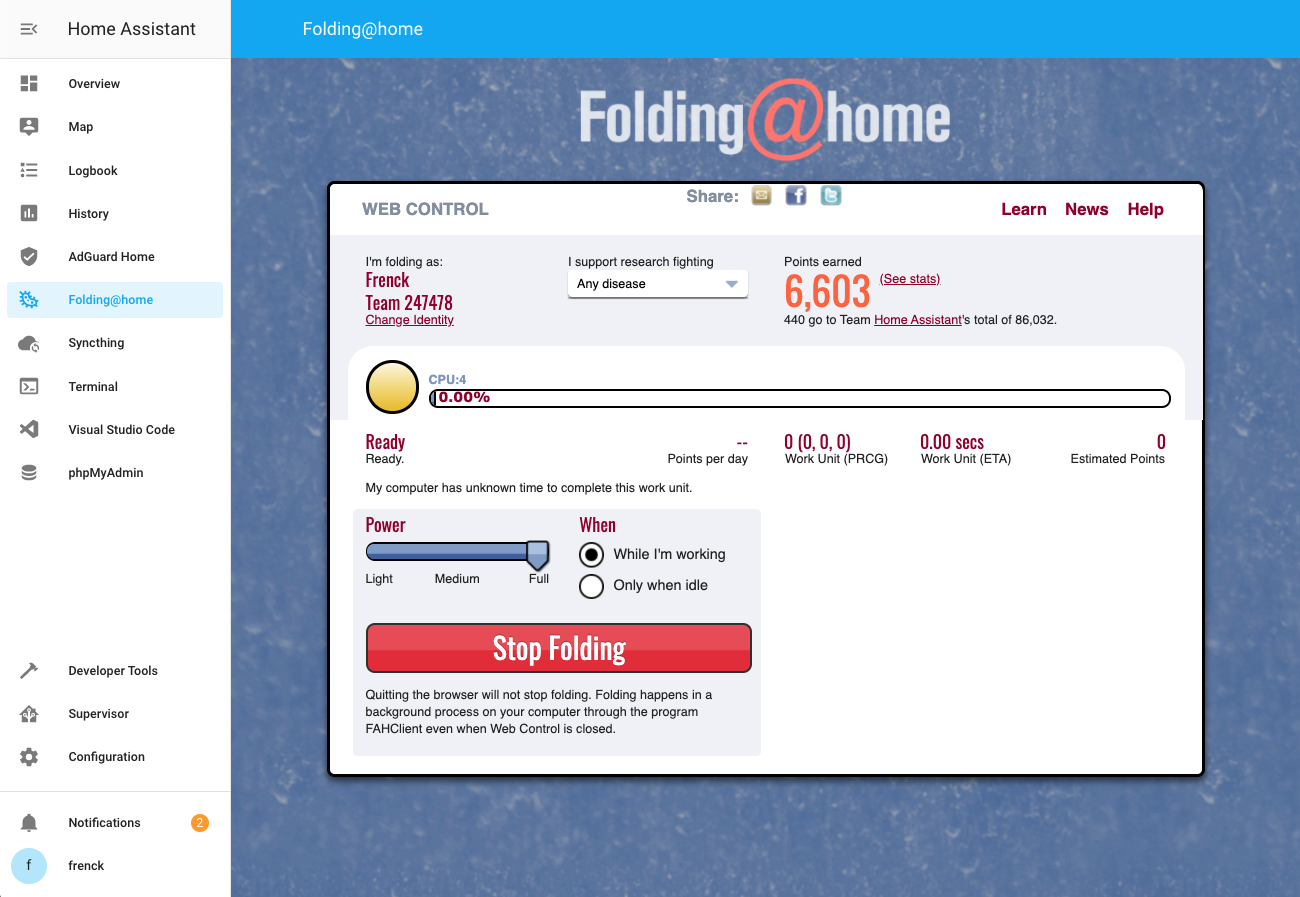 Home Assistant
Overview
Map
Logbook
History
AdGuard Home
Folding@home
Syncthing
Terminal
Visual Studio Code
phpMyAdmin
Developer Tools
Supervisor
Configuration
Notifications 2
f frenck
Folding@home
Folding@home
WEB CONTROL
Share:
Learn News Help
I'm folding as:
Frenck
Team 247478
Change Identity
I support research fighting
Any disease
Points earned
6,603 (See stats)
440 go to Team Home Assistant's total of 86,032.
CPU:4
0.00%
Ready
Ready.
--
Points per day
0 (0, 0, 0)
Work Unit (PRCG)
0.00 secs
Work Unit (ETA)
0
Estimated Points
My computer has unknown time to complete this work unit.
Power
Light Medium Full
When
While I'm working
Only when idle
Stop Folding
Quitting the browser will not stop folding. Folding happens in a
background process on your computer through the program
FAHClient even when Web Control is closed.